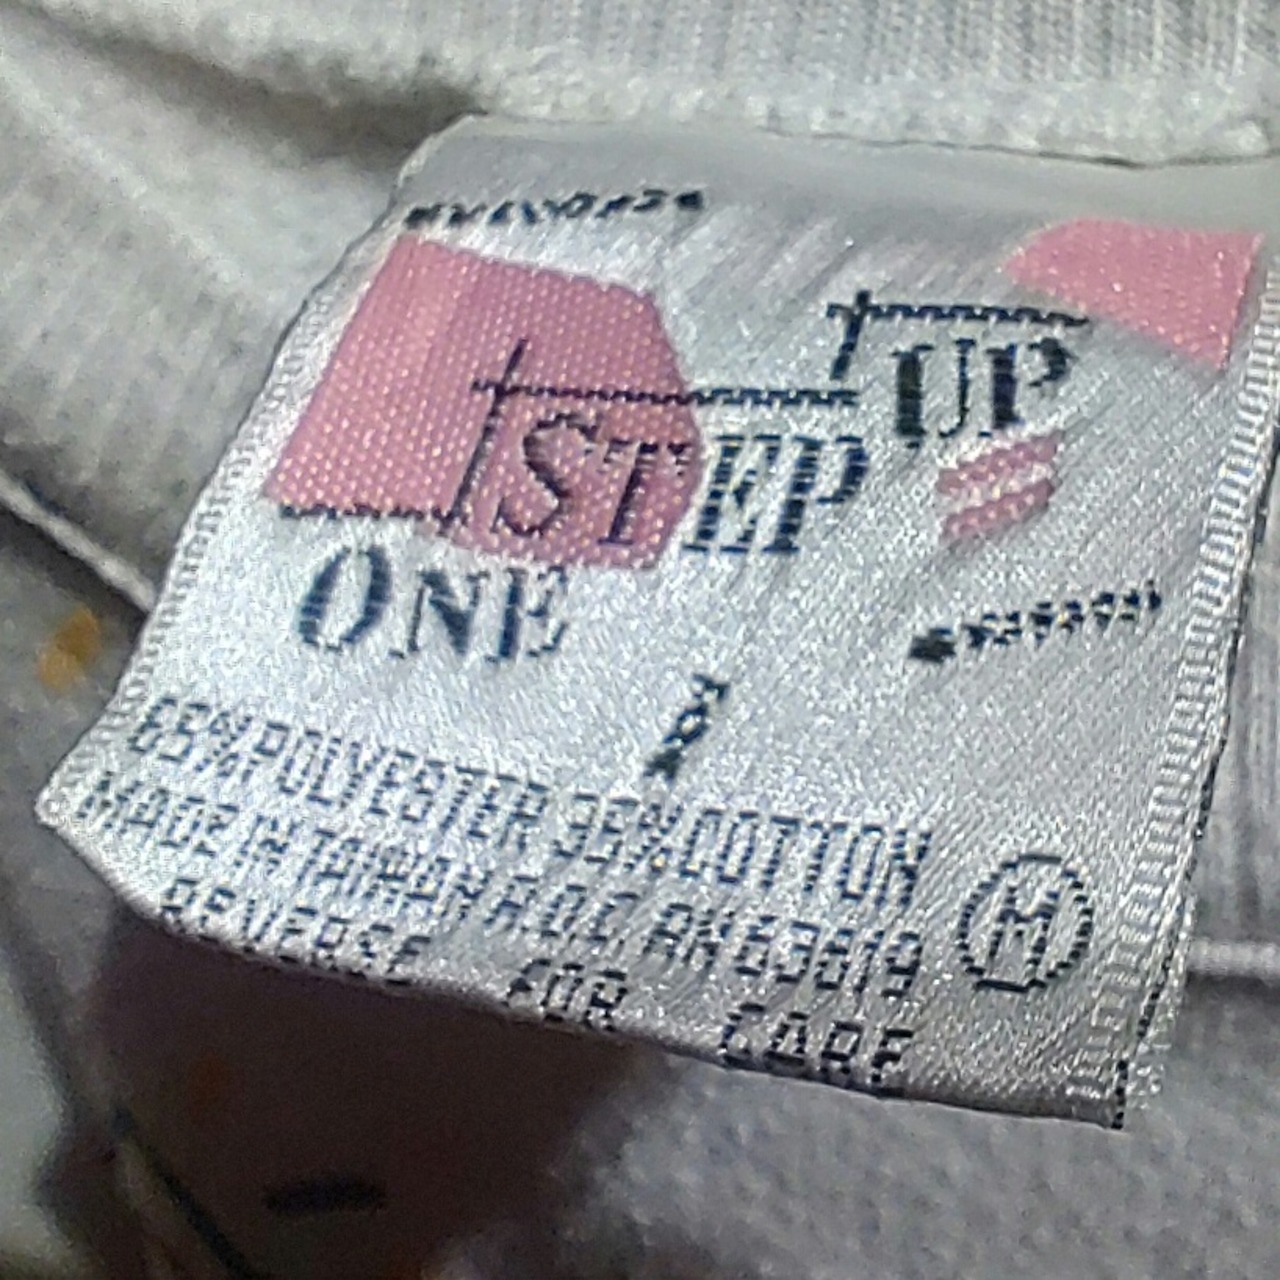 UP
STEP
ONE
65% POLYESTER 35% COTTON
MADE IN TAIWAN R.O.C. RN 63619
M
REVERSE FOR CARE